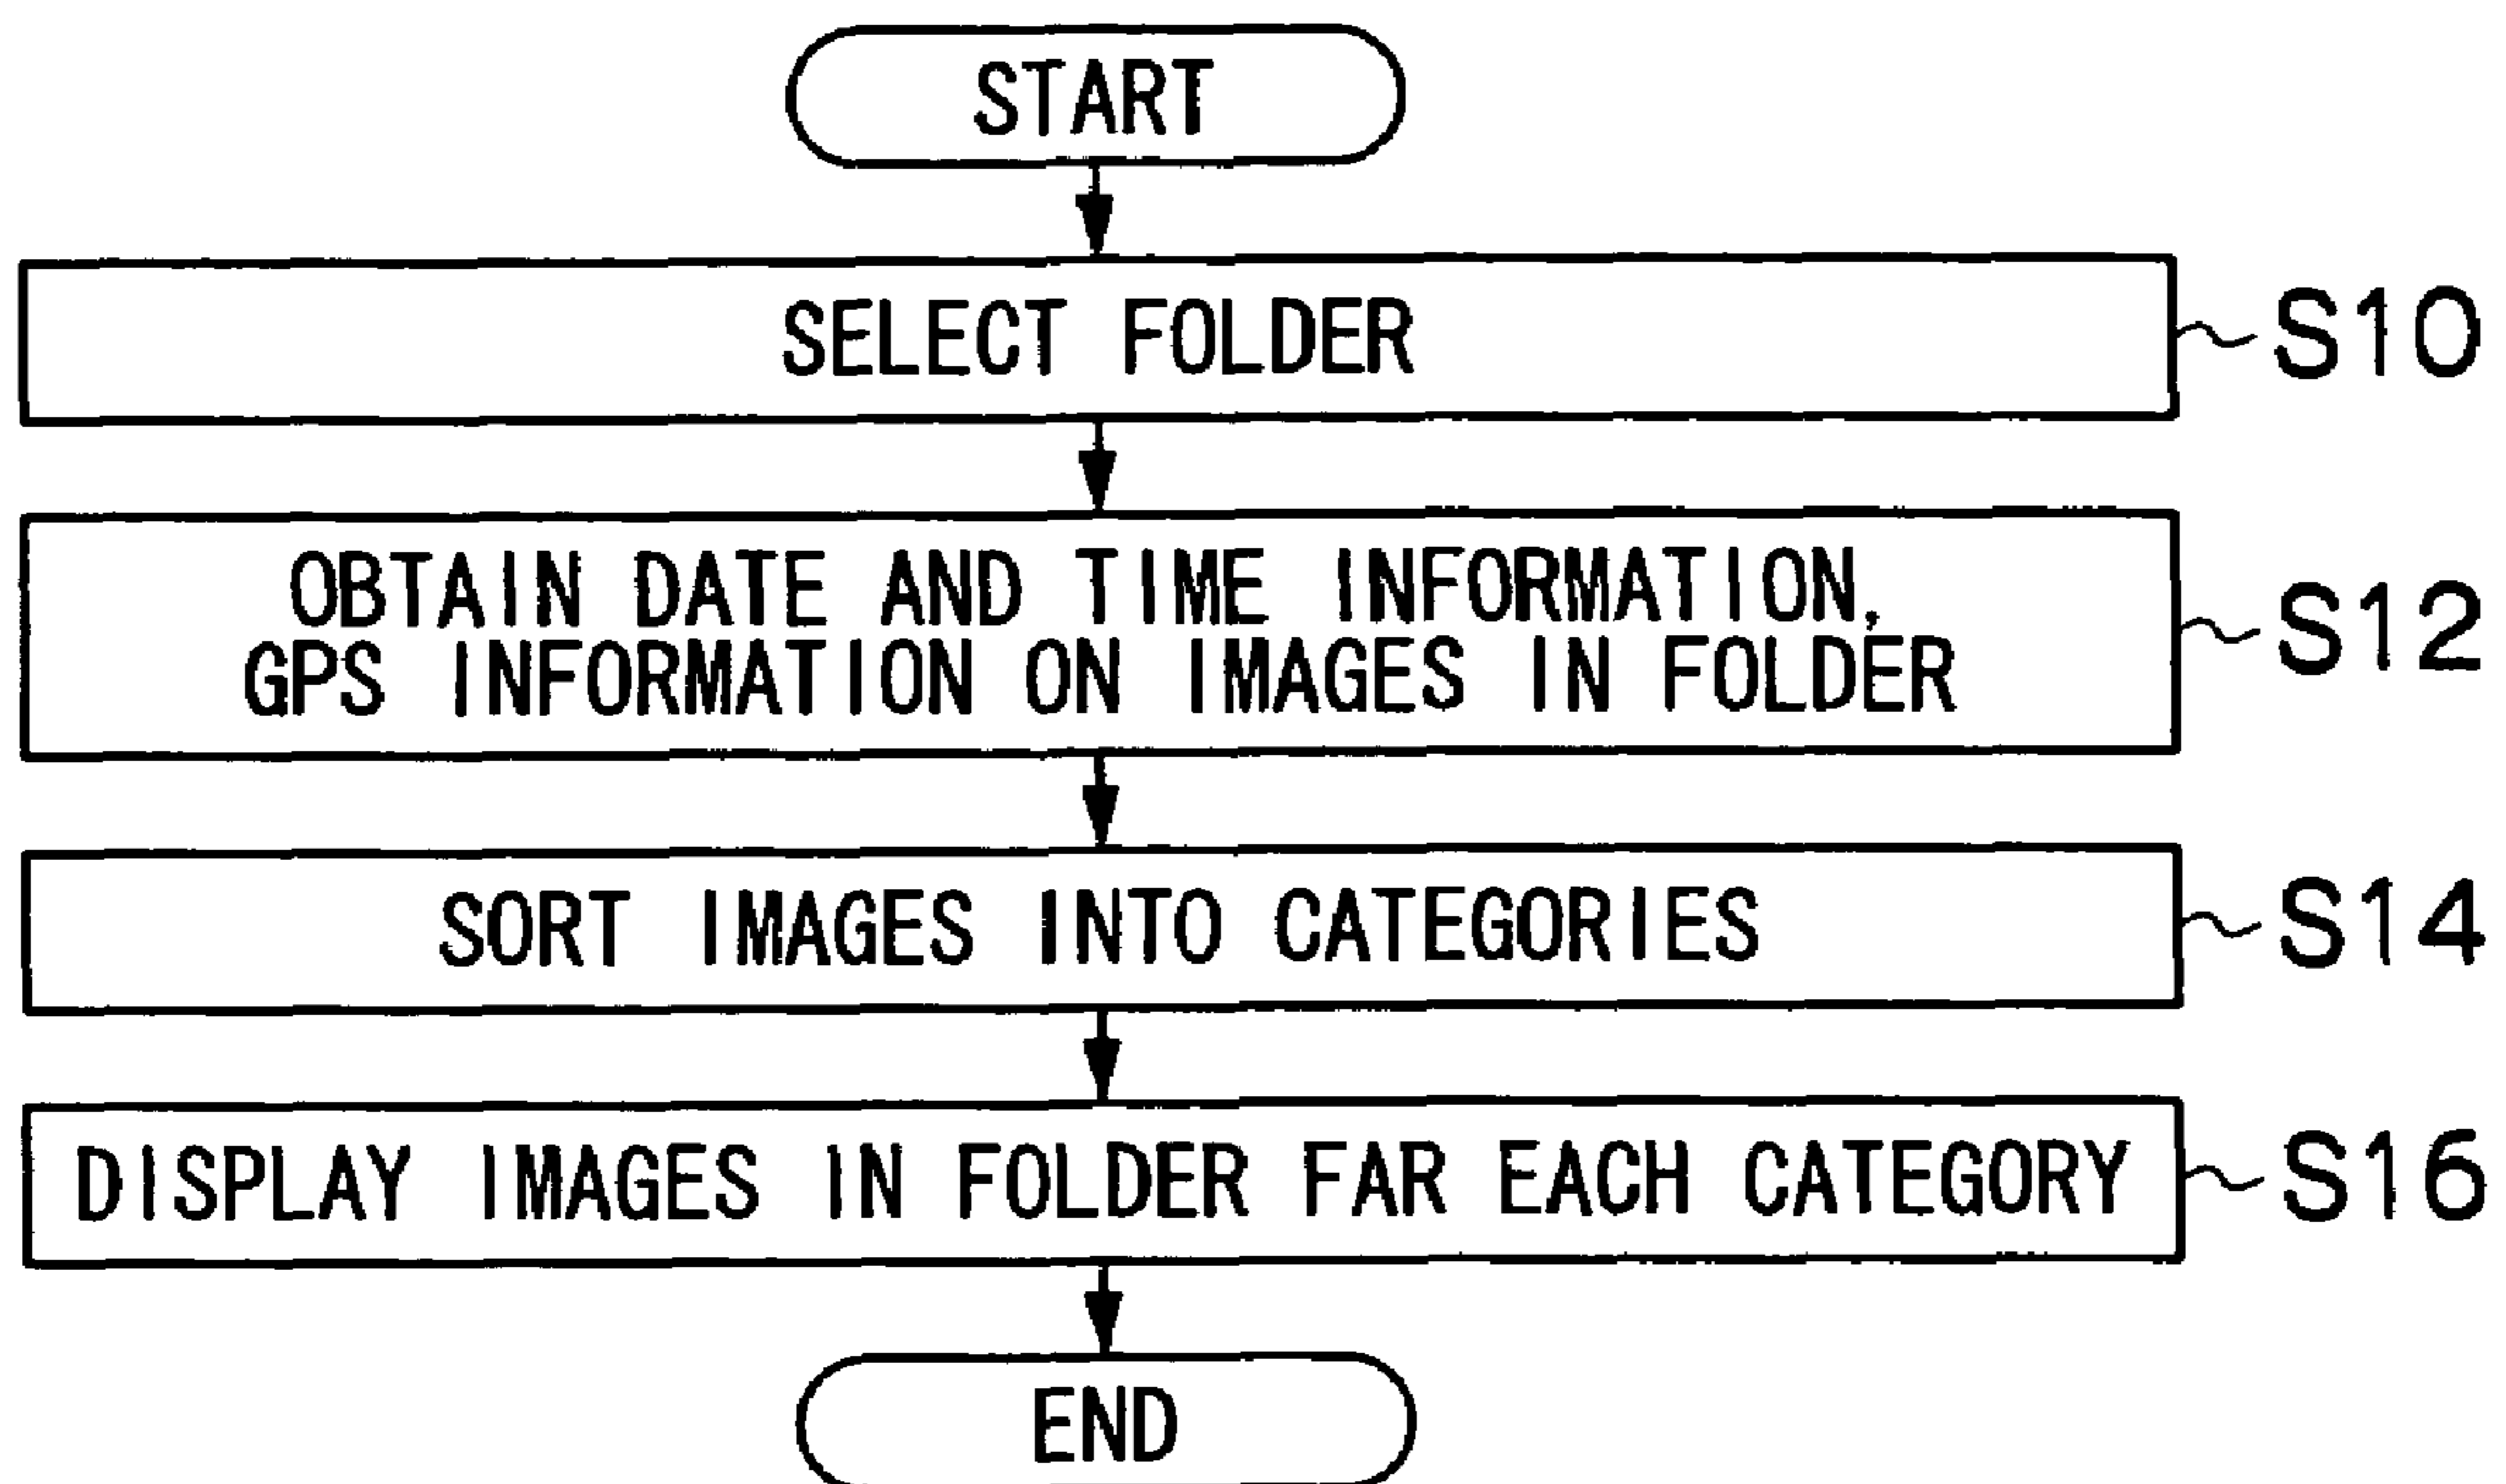 START
SELECT FOLDER
S10
OBTAIN DATE AND TIME INFORMATION,
GPS INFORMATION ON IMAGES IN FOLDER
S12
SORT IMAGES INTO CATEGORIES
S14
DISPLAY IMAGES IN FOLDER FAR EACH CATEGORY
S16
END